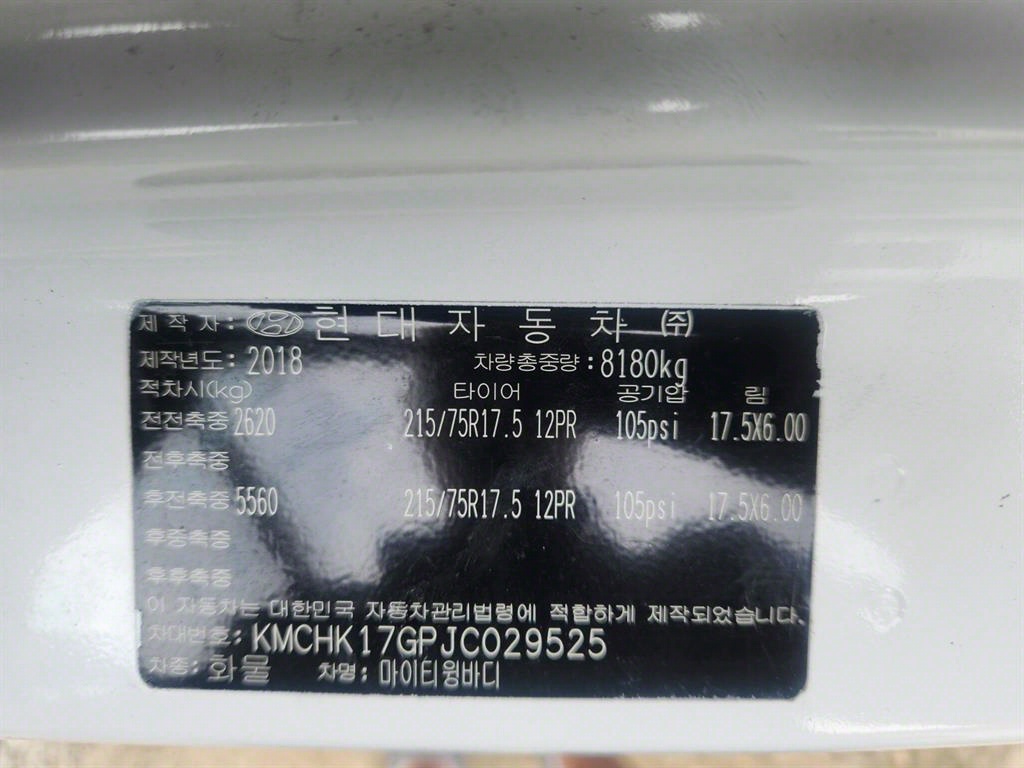 제작자: 현대자동차 ㈜
제작년도: 2018 차량총중량: 8180kg
적차시(kg) 타이어 공기압 림
전전축중 2620 215/75R17.5 12PR 105psi 17.5X6.00
전후축중
후전축중 5560 215/75R17.5 12PR 105psi 17.5X6.00
후중축중
후후축중
이 자동차는 대한민국 자동차관리법령에 적합하게 제작되었습니다.
차대번호: KMCHK17GPJC029525
차종: 화물 차명: 마이티윙바디